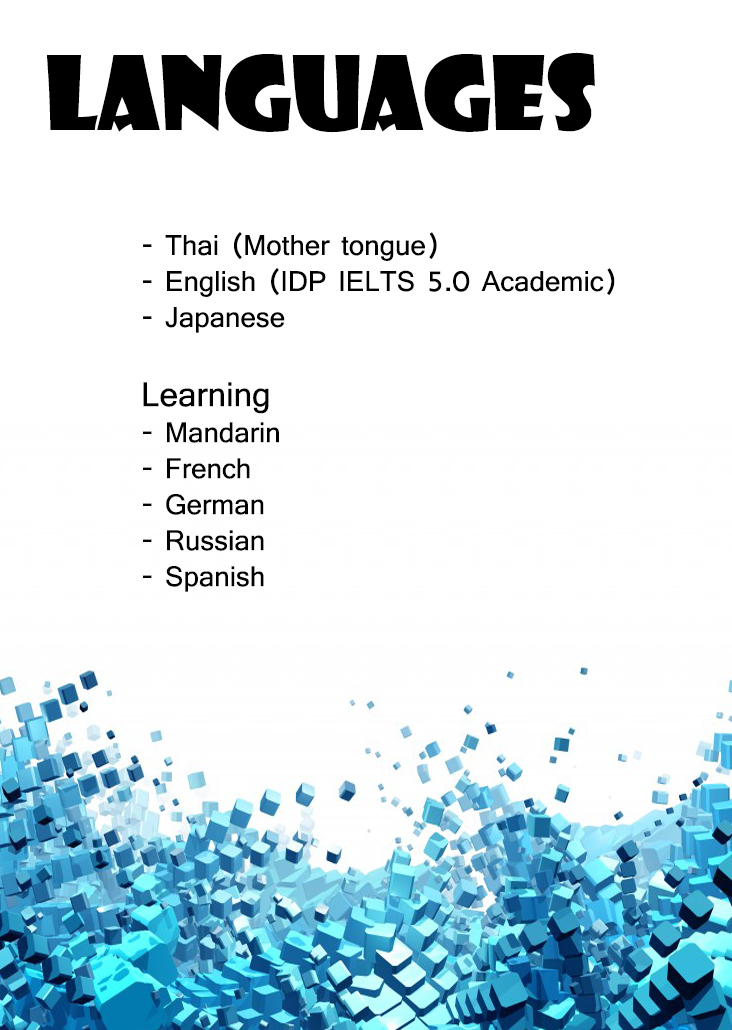 LANGUAGES
- Thai (Mother tongue)
- English (IDP IELTS 5.0 Academic)
- Japanese
Learning
- Mandarin
- French
- German
- Russian
- Spanish